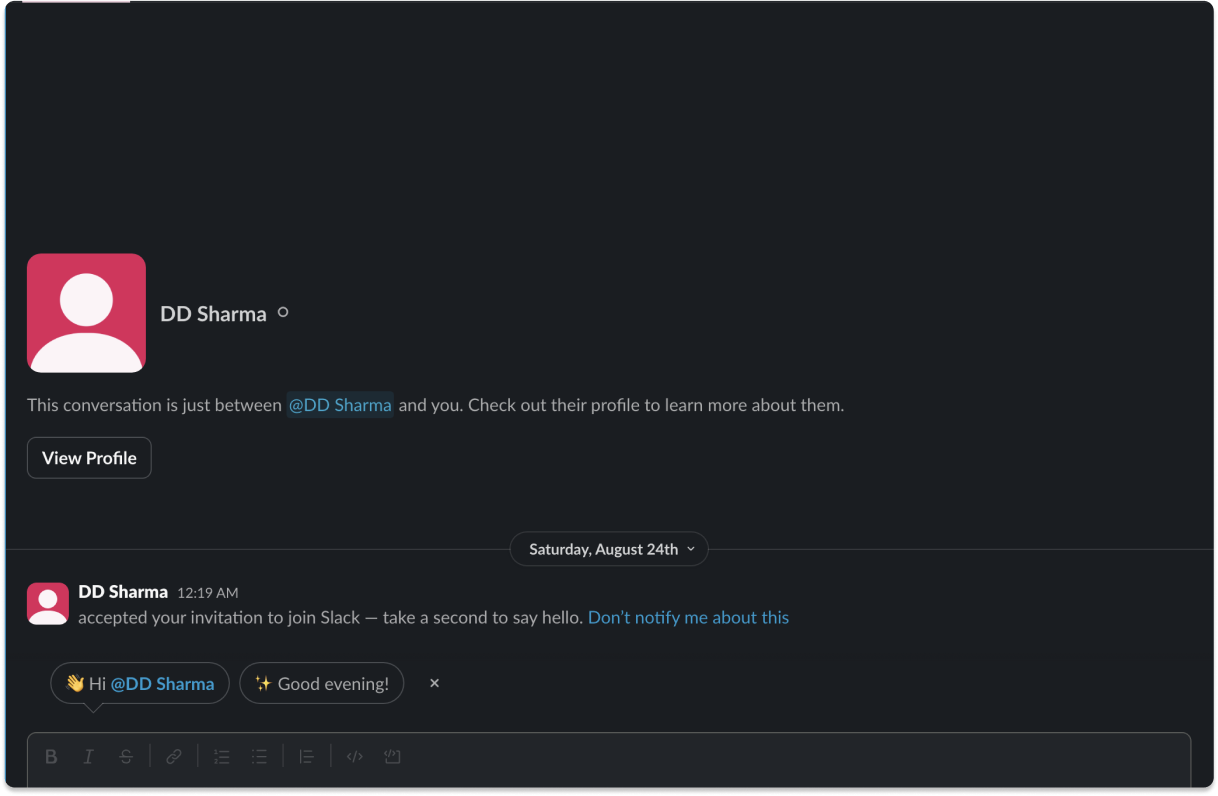 DD Sharma
This conversation is just between @DD Sharma and you. Check out their profile to learn more about them.
View Profile
Saturday, August 24th
DD Sharma 12:19 AM
accepted your invitation to join Slack — take a second to say hello. Don’t notify me about this
👋 Hi @DD Sharma ✨ Good evening!